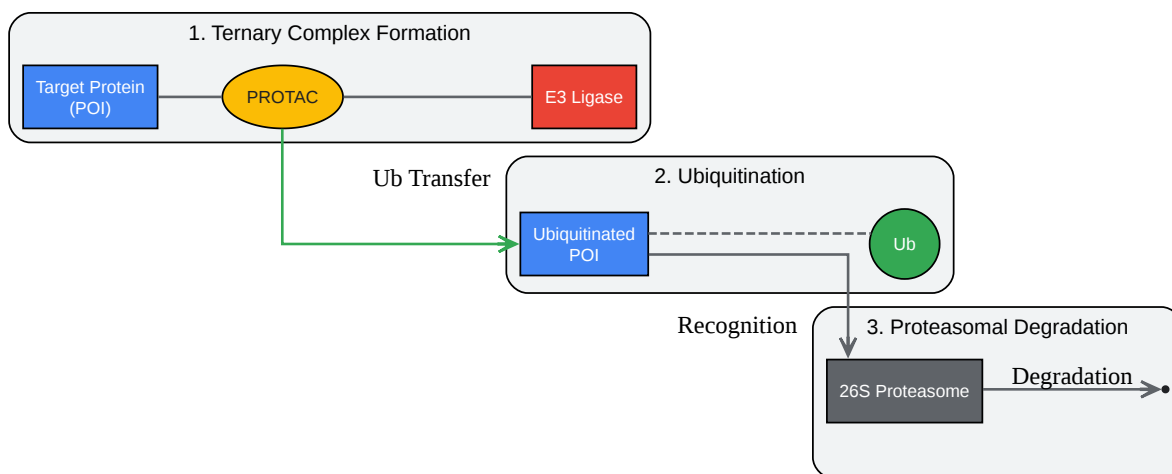 1. Ternary Complex Formation
Target Protein
(POI)
PROTAC
E3 Ligase
Ub Transfer
2. Ubiquitination
Ubiquitinated
POI
Ub
Recognition
3. Proteasomal Degradation
26S Proteasome
Degradation